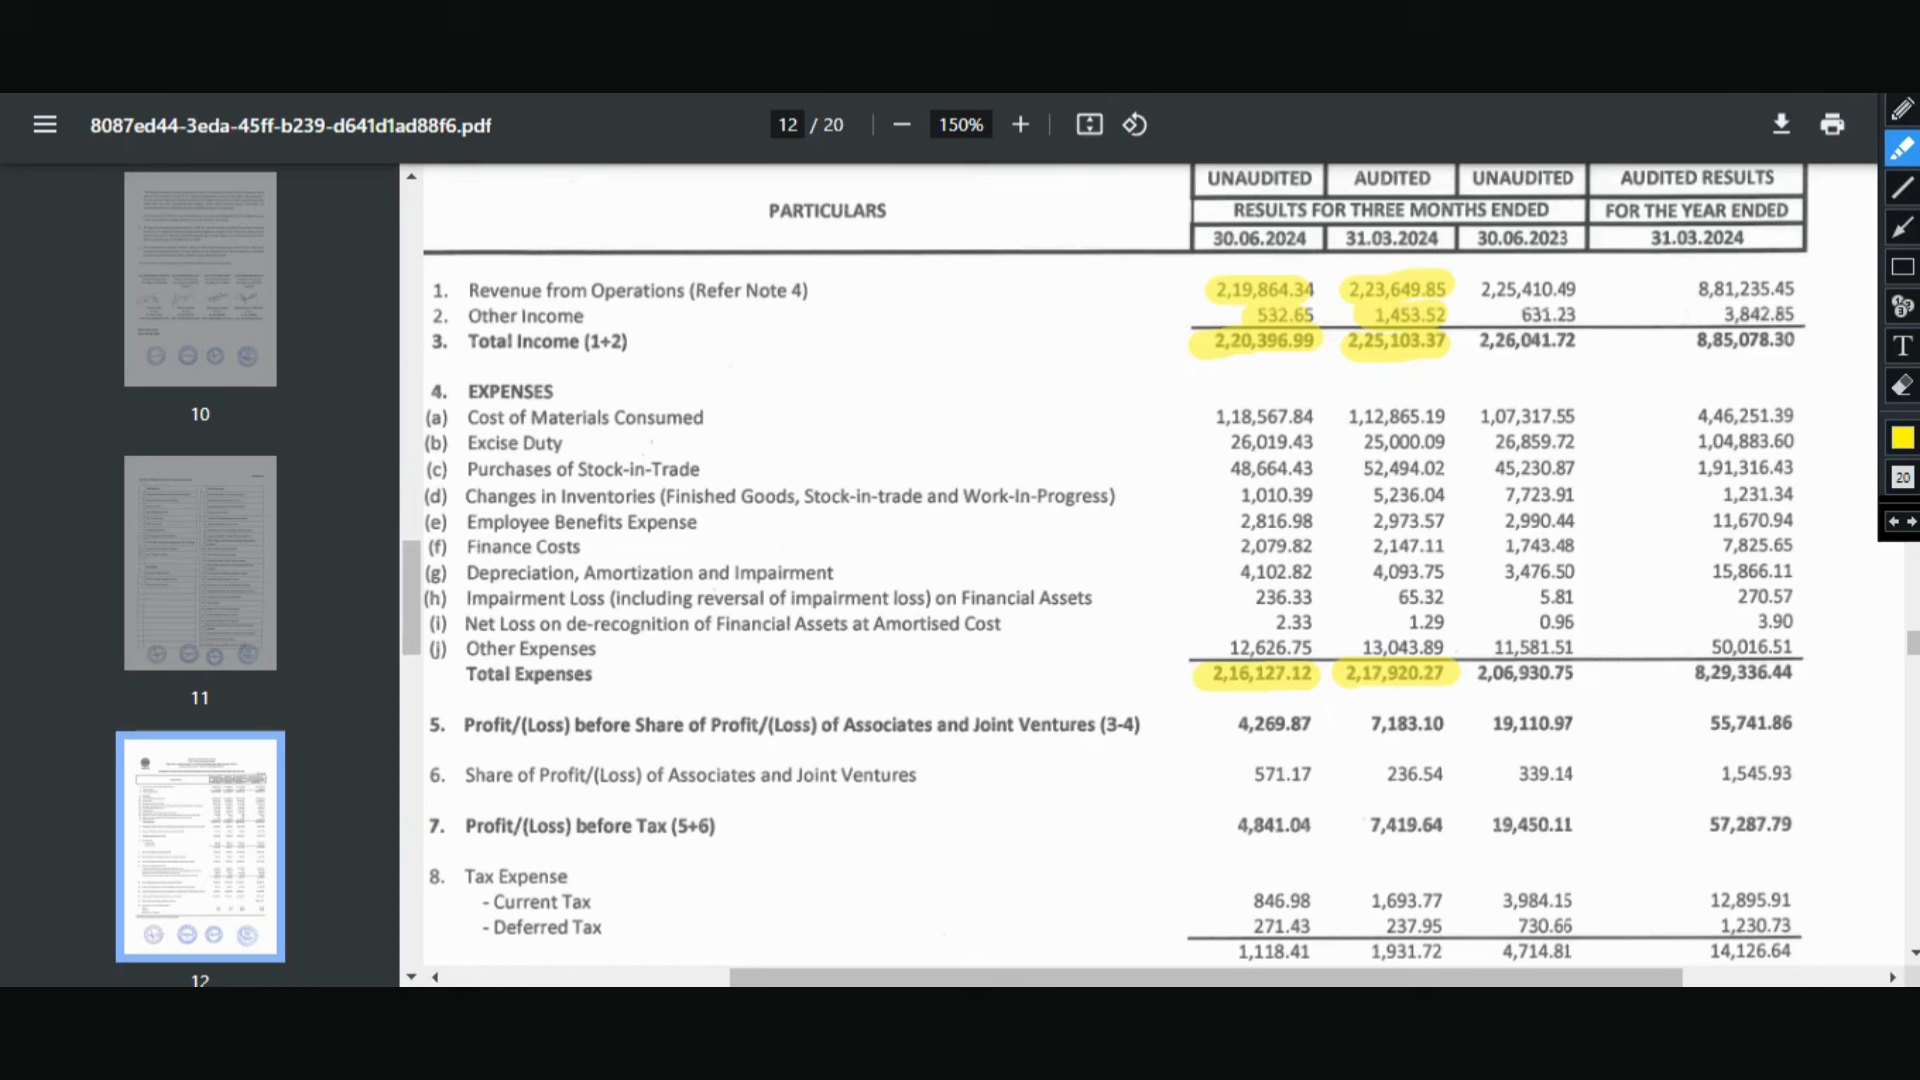 8087ed44-3eda-45ff-b239-d641d1ad88f6.pdf
12 / 20
150%
UNAUDITED AUDITED UNAUDITED AUDITED RESULTS
PARTICULARS RESULTS FOR THREE MONTHS ENDED FOR THE YEAR ENDED
30.06.2024 31.03.2024 30.06.2023 31.03.2024
1. Revenue from Operations (Refer Note 4) 2,19,864.34 2,23,649.85 2,25,410.49 8,81,235.45
2. Other Income 532.65 1,453.52 631.23 3,842.85
3. Total Income (1+2) 2,20,396.99 2,25,103.37 2,26,041.72 8,85,078.30
4. EXPENSES
(a) Cost of Materials Consumed 1,18,567.84 1,12,865.19 1,07,317.55 4,46,251.39
(b) Excise Duty 26,019.43 25,000.09 26,859.72 1,04,883.60
(c) Purchases of Stock-in-Trade 48,664.43 52,494.02 45,230.87 1,91,316.43
(d) Changes in Inventories (Finished Goods, Stock-in-trade and Work-In-Progress) 1,010.39 5,236.04 7,723.91 1,231.34
(e) Employee Benefits Expense 2,816.98 2,973.57 2,990.44 11,670.94
(f) Finance Costs 2,079.82 2,147.11 1,743.48 7,825.65
(g) Depreciation, Amortization and Impairment 4,102.82 4,093.75 3,476.50 15,866.11
(h) Impairment Loss (including reversal of impairment loss) on Financial Assets 236.33 65.32 5.81 270.57
(i) Net Loss on de-recognition of Financial Assets at Amortised Cost 2.33 1.29 0.96 3.90
(j) Other Expenses 12,626.75 13,043.89 11,581.51 50,016.51
Total Expenses 2,16,127.12 2,17,920.27 2,06,930.75 8,29,336.44
5. Profit/(Loss) before Share of Profit/(Loss) of Associates and Joint Ventures (3-4) 4,269.87 7,183.10 19,110.97 55,741.86
6. Share of Profit/(Loss) of Associates and Joint Ventures 571.17 236.54 339.14 1,545.93
7. Profit/(Loss) before Tax (5+6) 4,841.04 7,419.64 19,450.11 57,287.79
8. Tax Expense
- Current Tax 846.98 1,693.77 3,984.15 12,895.91
- Deferred Tax 271.43 237.95 730.66 1,230.73
1,118.41 1,931.72 4,714.81 14,126.64
10
11
12
T
20